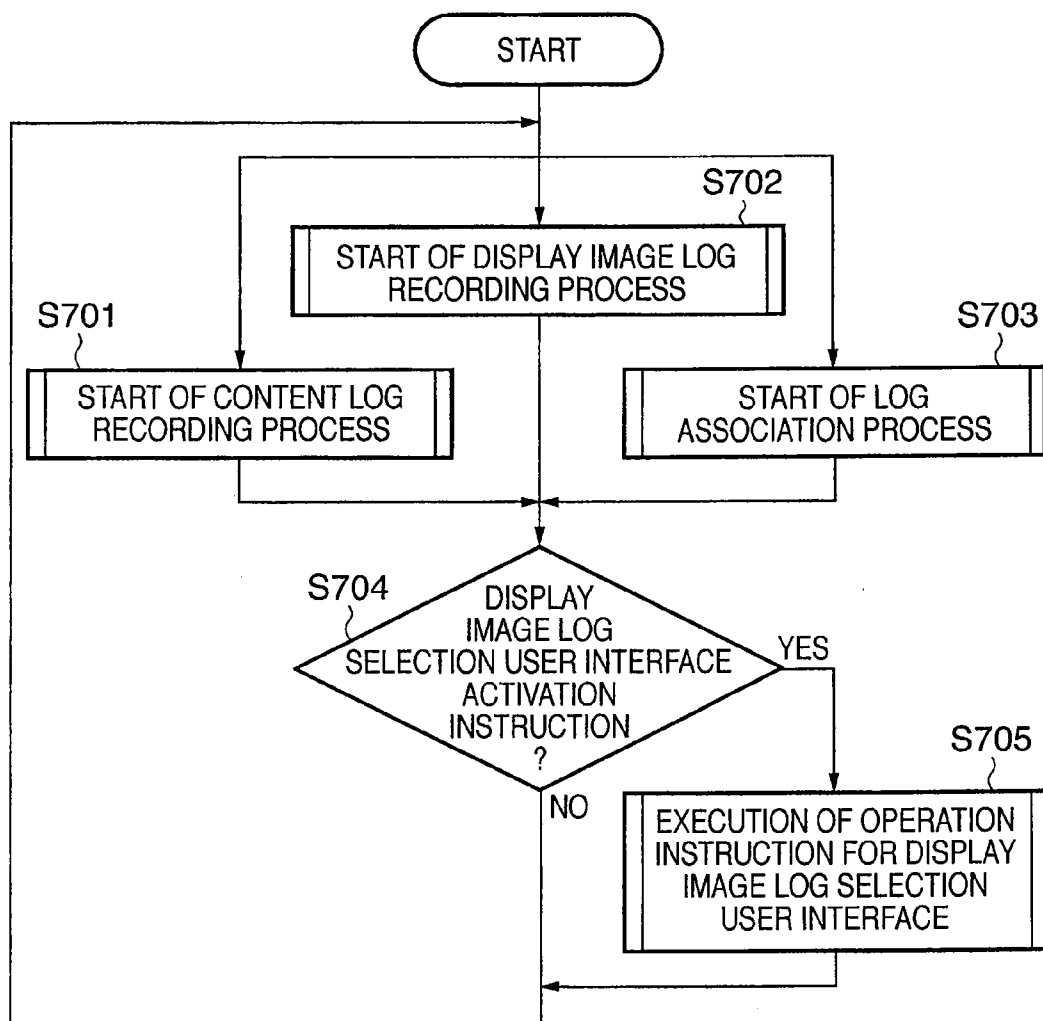 START
S702
START OF DISPLAY IMAGE LOG
RECORDING PROCESS
S701
START OF CONTENT LOG
RECORDING PROCESS
S703
START OF LOG
ASSOCIATION PROCESS
S704
DISPLAY
IMAGE LOG
SELECTION USER INTERFACE
ACTIVATION
INSTRUCTION
?
YES
NO
S705
EXECUTION OF OPERATION
INSTRUCTION FOR DISPLAY
IMAGE LOG SELECTION
USER INTERFACE